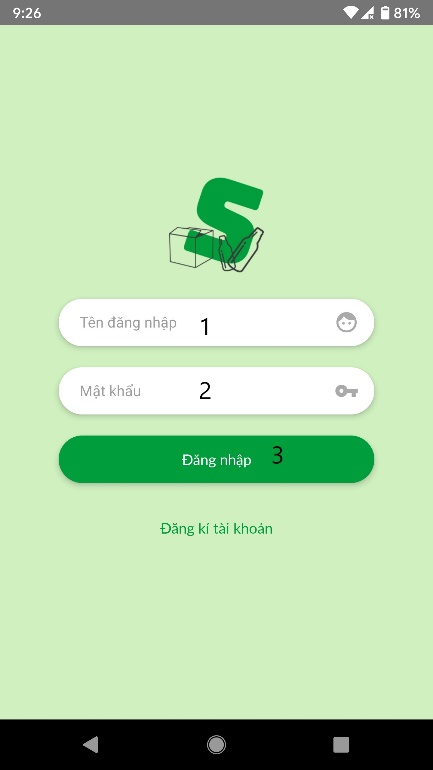 9:26 81%
S
Tên đăng nhập 1
Mật khẩu 2
Đăng nhập 3
Đăng kí tài khoản